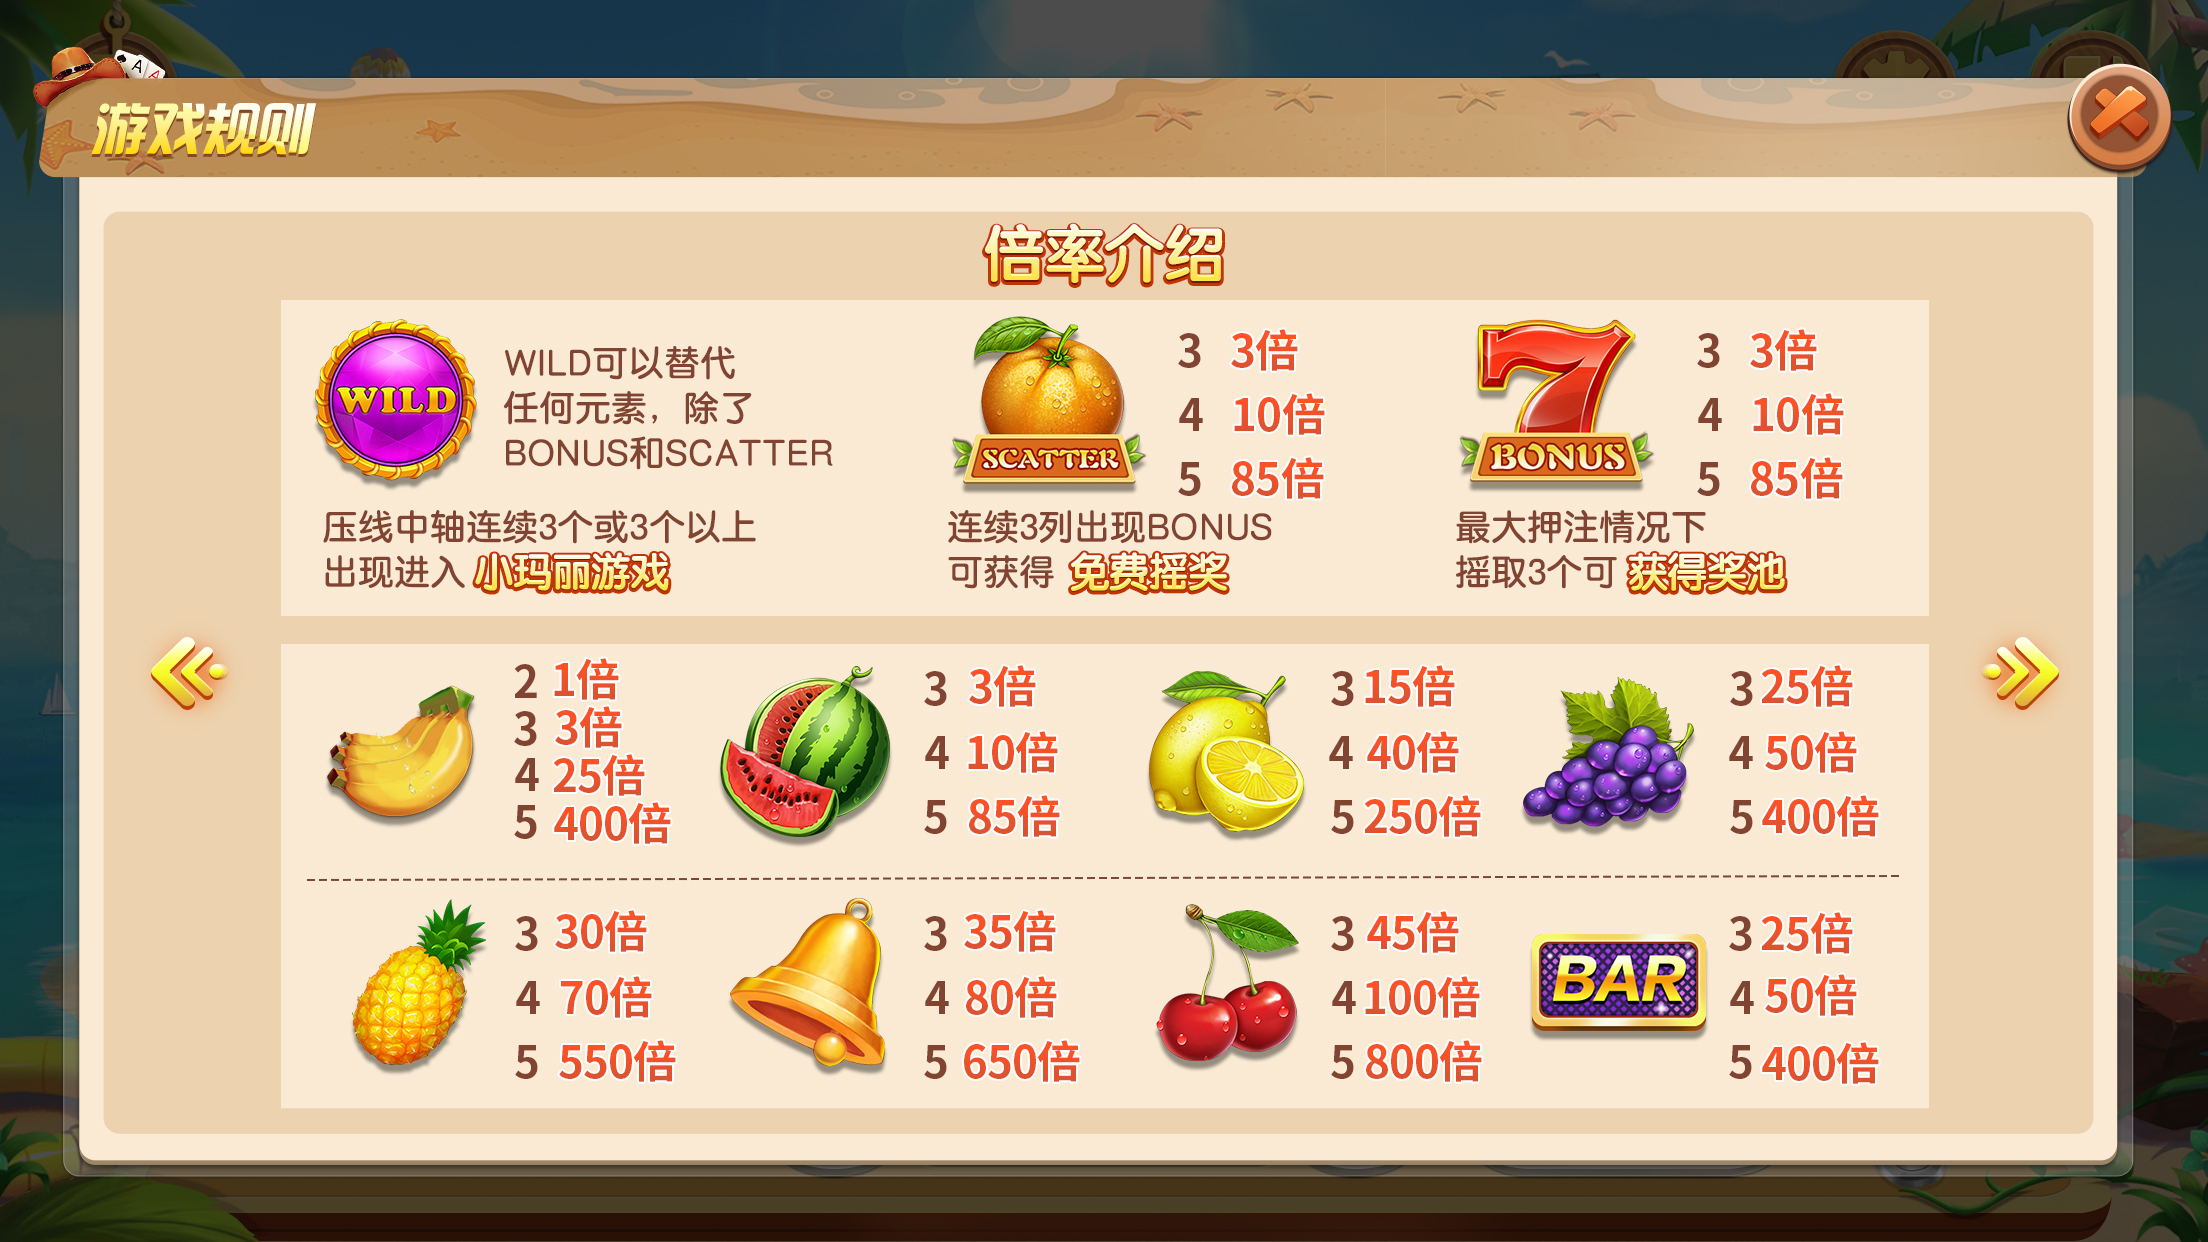 游戏规则
倍率介绍
WILD
WILD可以替代
任何元素，除了
BONUS和SCATTER
压线中轴连续3个或3个以上
出现进入 小玛丽游戏
SCATTER
3 3倍
4 10倍
5 85倍
连续3列出现BONUS
可获得 免费摇奖
BONUS
3 3倍
4 10倍
5 85倍
最大押注情况下
摇取3个可 获得奖池
2 1倍
3 3倍
4 25倍
5 400倍
3 3倍
4 10倍
5 85倍
3 15倍
4 40倍
5 250倍
3 25倍
4 50倍
5 400倍
3 30倍
4 70倍
5 550倍
3 35倍
4 80倍
5 650倍
3 45倍
4 100倍
5 800倍
BAR
3 25倍
4 50倍
5 400倍
A
A